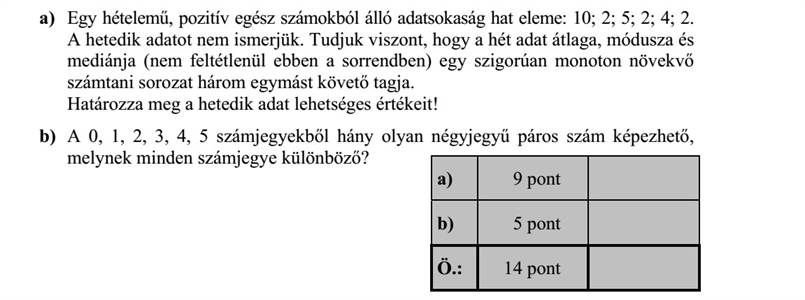 a) Egy hételemű, pozitív egész számokból álló adatsokaság hat eleme: 10; 2; 5; 2; 4; 2.
A hetedik adatot nem ismerjük. Tudjuk viszont, hogy a hét adat átlaga, módusza és
mediánja (nem feltétlenül ebben a sorrendben) egy szigorúan monoton növekvő
számtani sorozat három egymást követő tagja.
Határozza meg a hetedik adat lehetséges értékeit!
b) A 0, 1, 2, 3, 4, 5 számjegyekből hány olyan négyjegyű páros szám képezhető,
melynek minden számjegye különböző?
a) 9 pont
b) 5 pont
Ö.: 14 pont